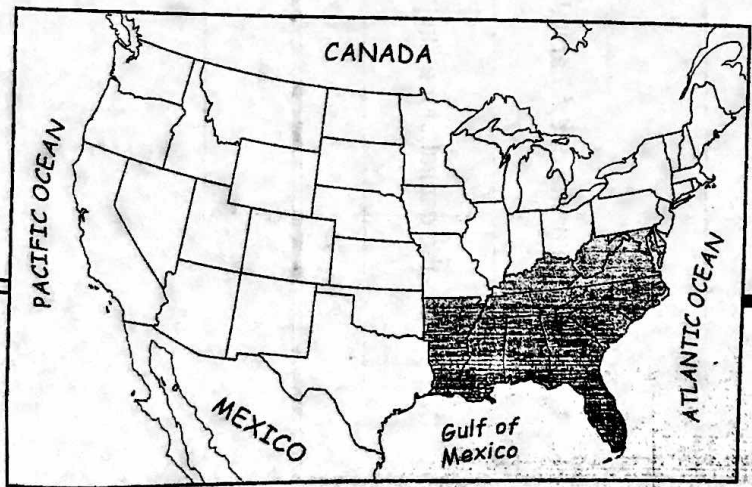 CANADA
PACIFIC OCEAN
ATLANTIC OCEAN
MEXICO
Gulf of
Mexico